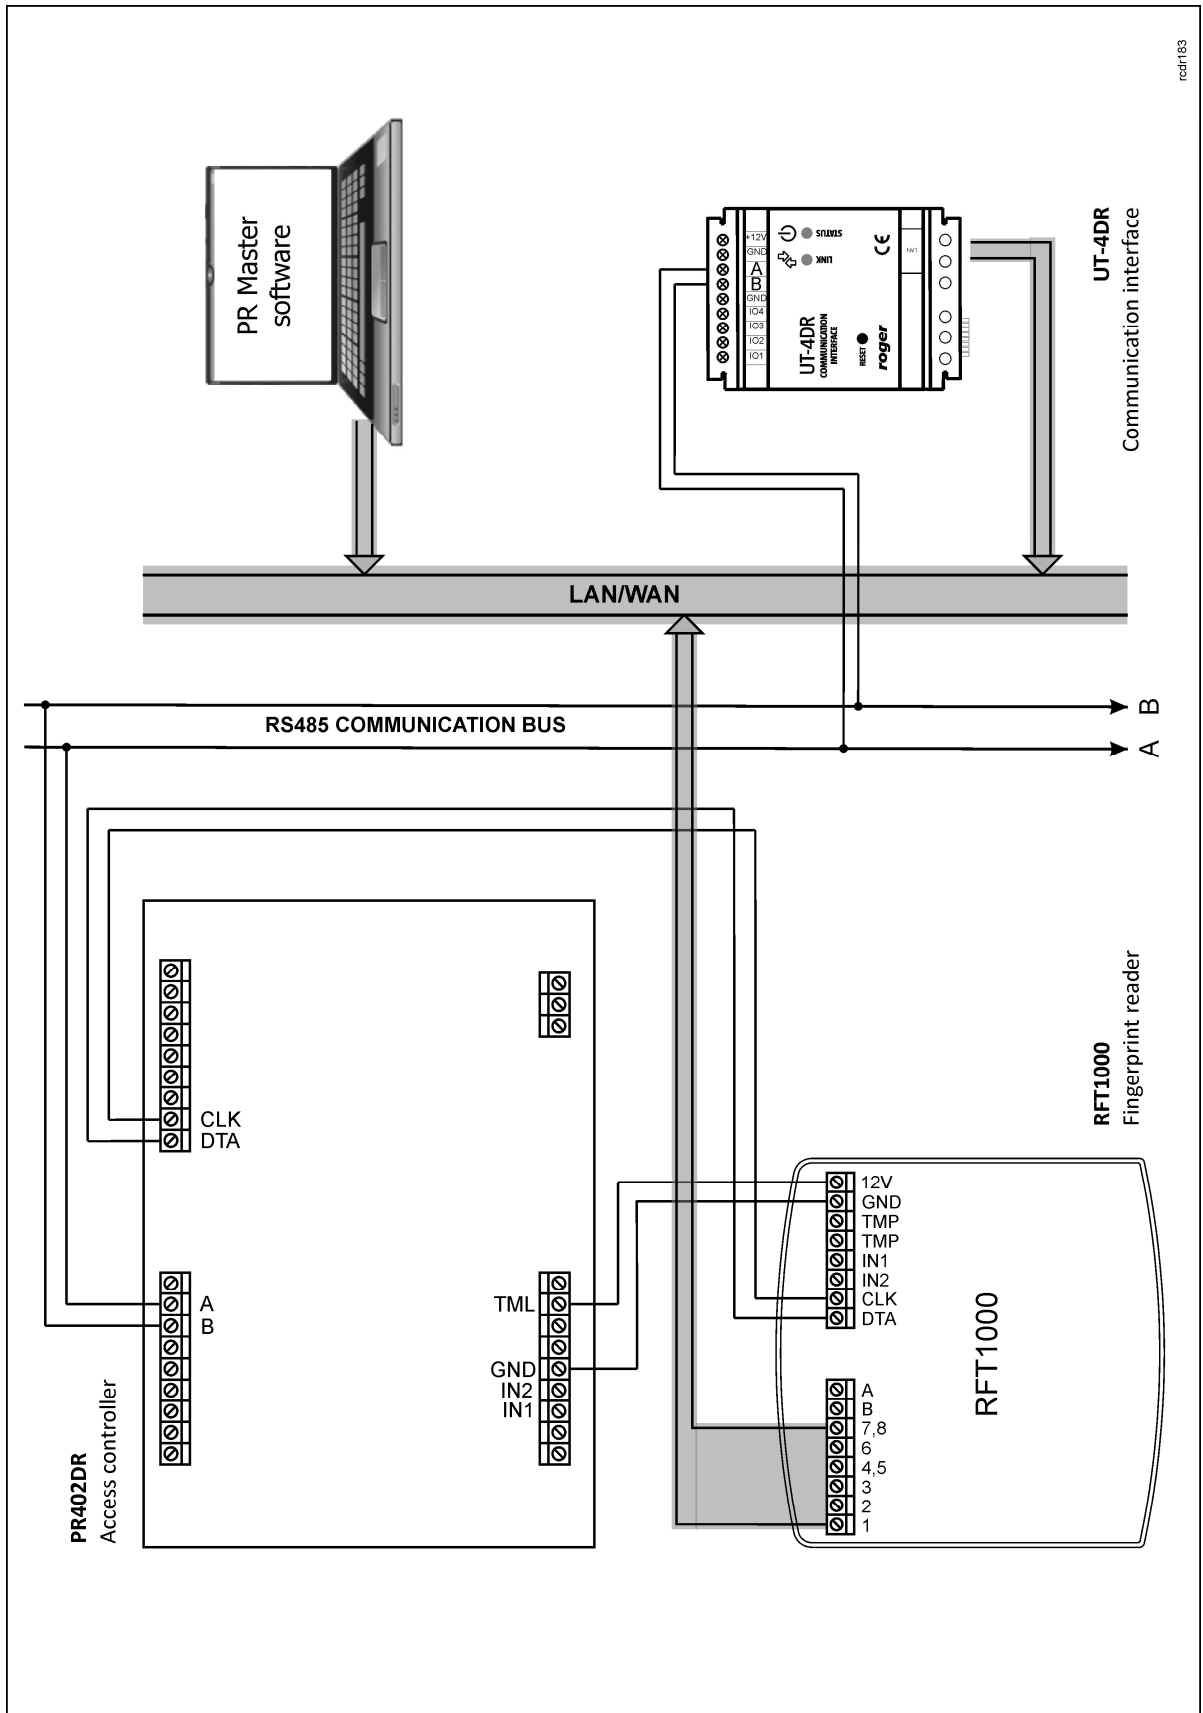 rcdr183
PR Master
software
+12V
GND
A
B
GND
IO4
IO3
IO2
IO1
STATUS
LINK
CE
LAN
UT-4DR
COMMUNICATION
INTERFACE
RESET
roger
UT-4DR
Communication interface
LAN/WAN
RS485 COMMUNICATION BUS
B
A
CLK
DTA
A
B
TML
GND
IN2
IN1
PR402DR
Access controller
RFT1000
Fingerprint reader
12V
GND
TMP
TMP
IN1
IN2
CLK
DTA
A
B
7,8
6
4,5
3
2
1
RFT1000